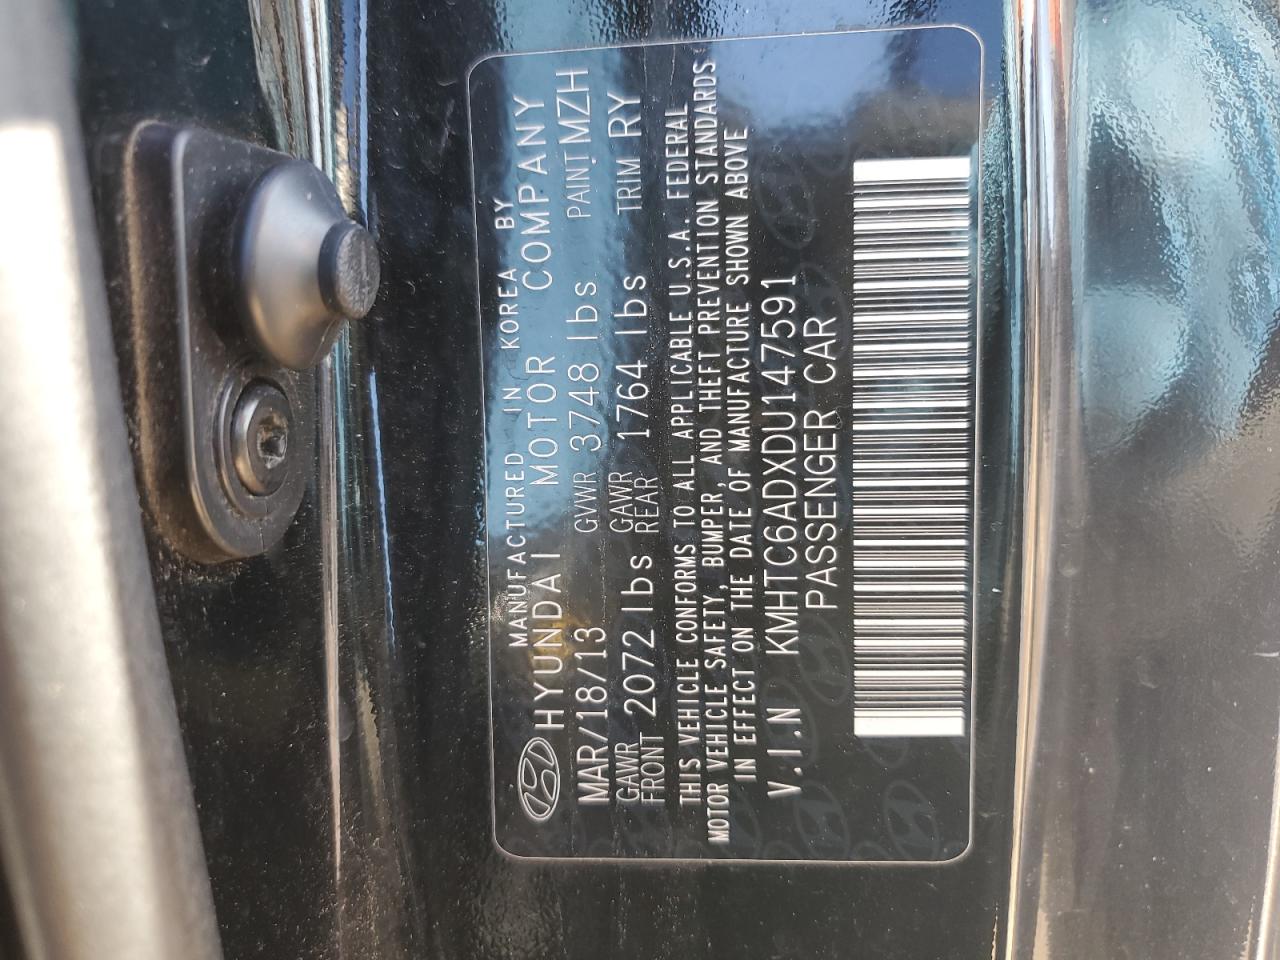 MANUFACTURED IN KOREA BY
HYUNDAI MOTOR COMPANY
MAR/18/13 GVWR 3748 lbs PAINT MZH
GAWR FRONT 2072 lbs GAWR REAR 1764 lbs TRIM RY
THIS VEHICLE CONFORMS TO ALL APPLICABLE U.S.A. FEDERAL
MOTOR VEHICLE SAFETY, BUMPER, AND THEFT PREVENTION STANDARDS
IN EFFECT ON THE DATE OF MANUFACTURE SHOWN ABOVE
V.I.N KMHTC6ADXDU147591
PASSENGER CAR